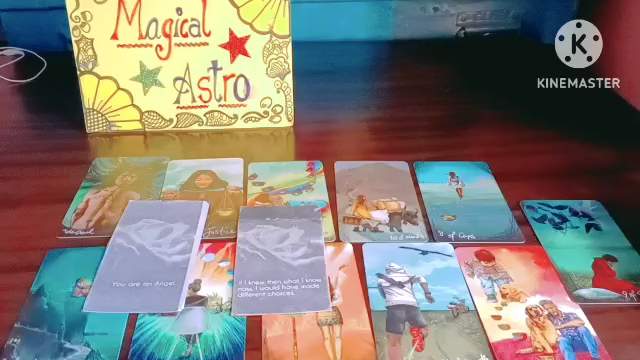 Magical
Astro
KINEMASTER
Justice
10 of Wands
8 of Cups
You are an Angel
If I knew then what I know
now, I would have made
different choices.